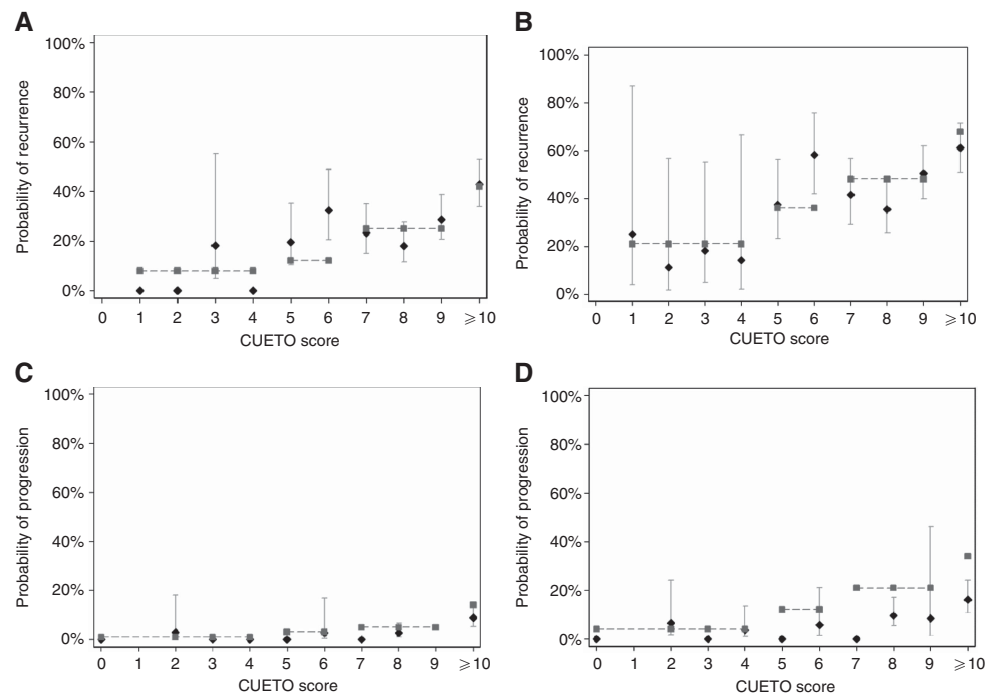 A
100%
80%
60%
40%
20%
0%
Probability of recurrence
0 1 2 3 4 5 6 7 8 9 ⩾10
CUETO score
B
100%
80%
60%
40%
20%
0%
Probability of recurrence
0 1 2 3 4 5 6 7 8 9 ⩾10
CUETO score
C
100%
80%
60%
40%
20%
0%
Probability of progression
0 1 2 3 4 5 6 7 8 9 ⩾10
CUETO score
D
100%
80%
60%
40%
20%
0%
Probability of progression
0 1 2 3 4 5 6 7 8 9 ⩾10
CUETO score